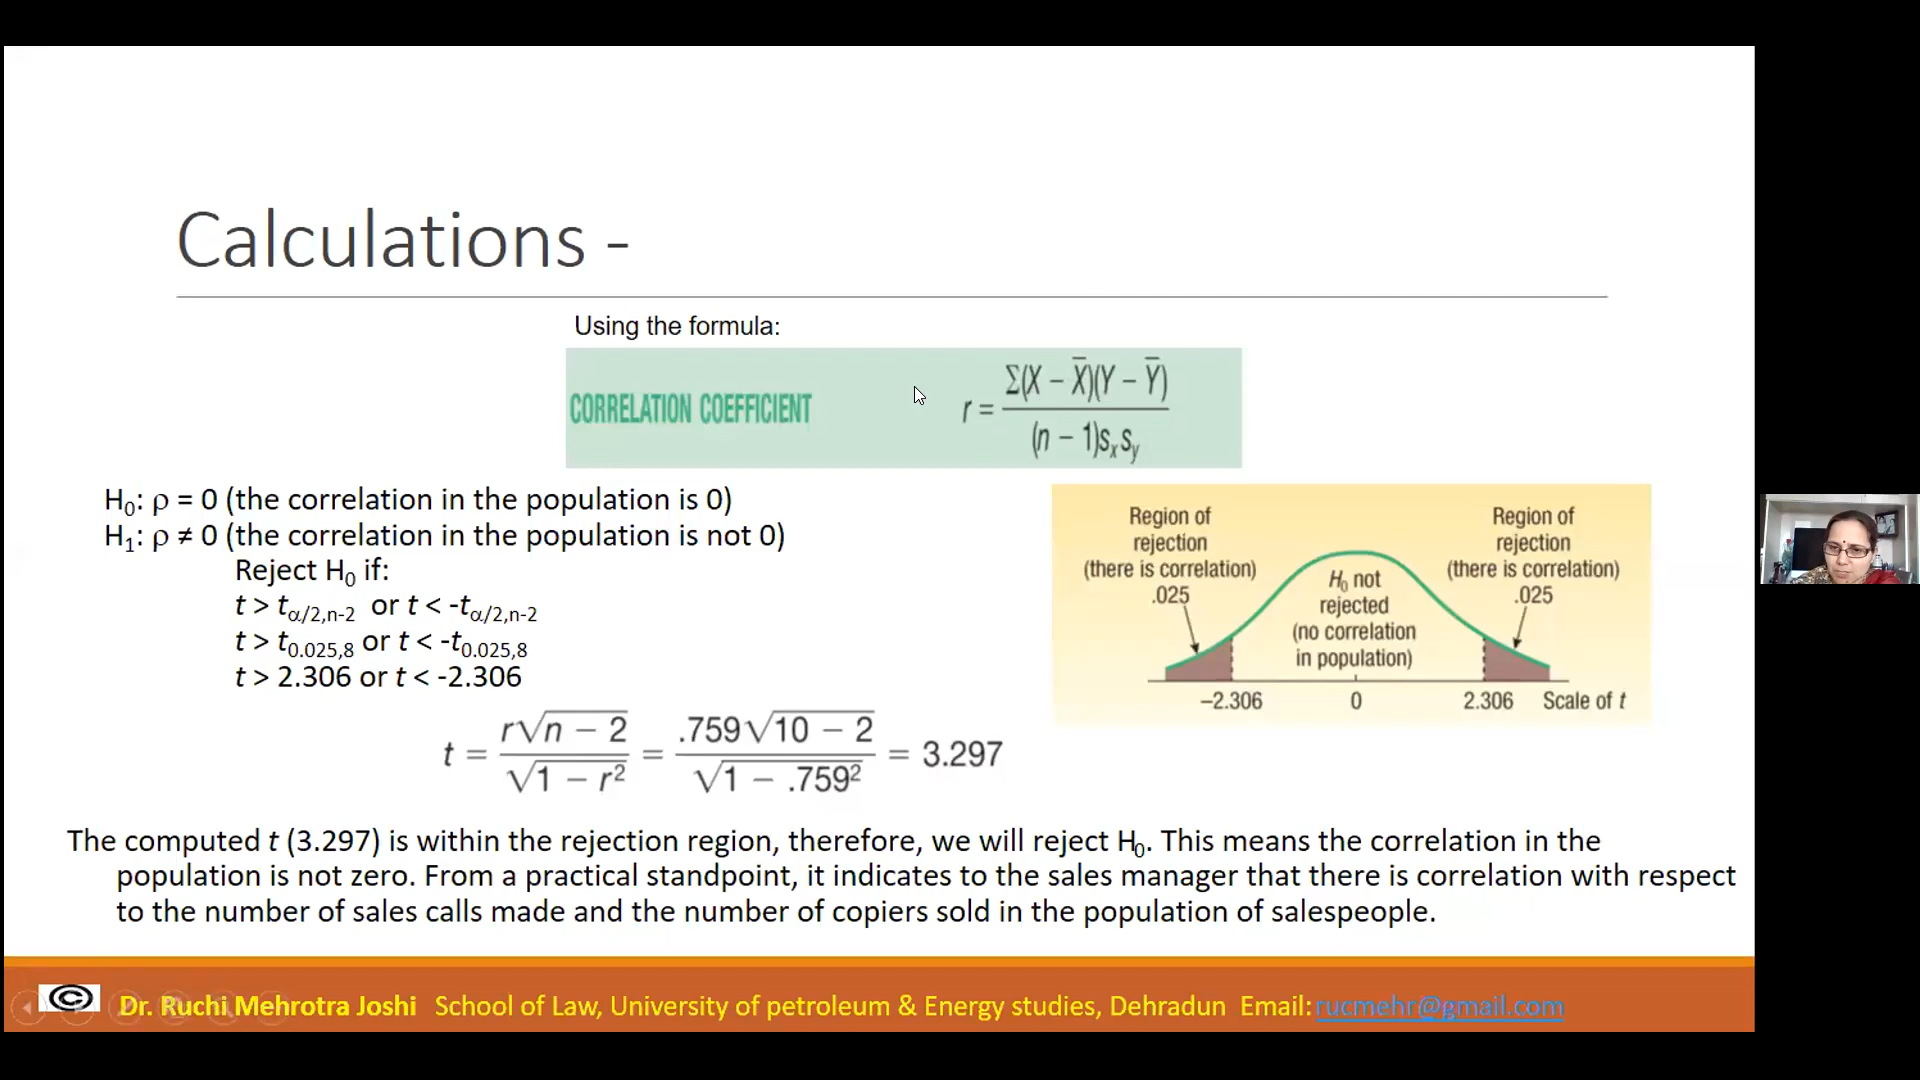 Calculations -
Using the formula:
CORRELATION COEFFICIENT
r = Σ(X − X̅)(Y − Y̅) / (n − 1)sₓsᵧ
H₀: ρ = 0 (the correlation in the population is 0)
H₁: ρ ≠ 0 (the correlation in the population is not 0)
Reject H₀ if:
t > tα/2,n-2 or t < -tα/2,n-2
t > t0.025,8 or t < -t0.025,8
t > 2.306 or t < -2.306
Region of
rejection
(there is correlation)
.025
H₀ not
rejected
(no correlation
in population)
Region of
rejection
(there is correlation)
.025
−2.306 0 2.306 Scale of t
t = r√n − 2 / √1 − r² = .759√10 − 2 / √1 − .759² = 3.297
The computed t (3.297) is within the rejection region, therefore, we will reject H₀. This means the correlation in the
population is not zero. From a practical standpoint, it indicates to the sales manager that there is correlation with respect
to the number of sales calls made and the number of copiers sold in the population of salespeople.
© Dr. Ruchi Mehrotra Joshi School of Law, University of petroleum & Energy studies, Dehradun Email: rucmehr@gmail.com